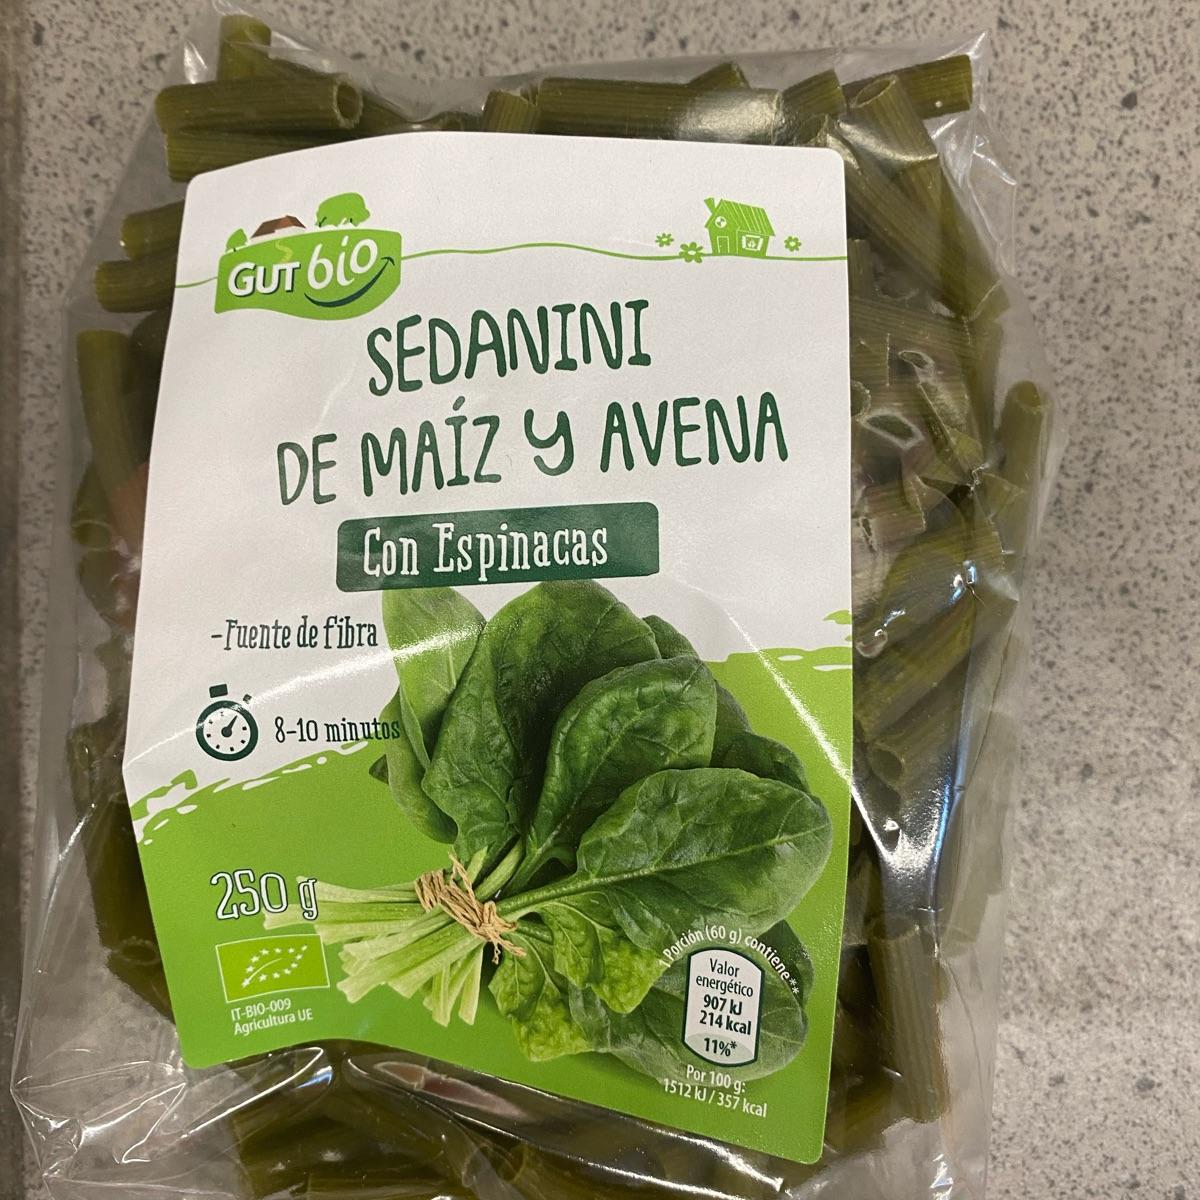 GUT bio
SEDANINI
DE MAÍZ Y AVENA
Con Espinacas
-Fuente de fibra
8-10 minutos
250 g
IT-BIO-009
Agricultura UE
1 Porción (60 g) contiene**
Valor
energético
907 kJ
214 kcal
11%*
Por 100 g:
1512 kJ / 357 kcal